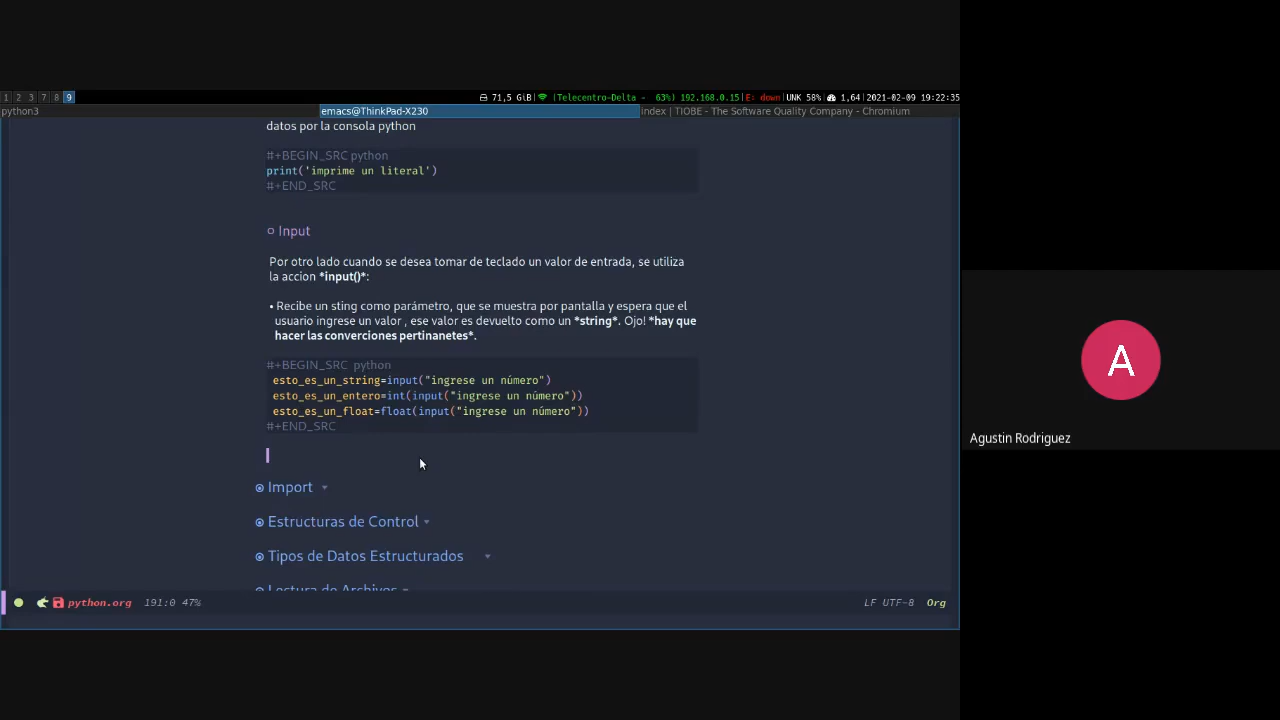 1 2 3 7 8 9
71,5 GiB |Telecentro-Delta - 63%) 192.168.0.15|E: down|UNK 58%| 1,64|2021-02-09 19:22:35
python3
emacs@ThinkPad-X230
index | TIOBE - The Software Quality Company - Chromium
datos por la consola python
#+BEGIN_SRC python
print('imprime un literal')
#+END_SRC
Input
Por otro lado cuando se desea tomar de teclado un valor de entrada, se utiliza
la accion *input()*:
• Recibe un sting como parámetro, que se muestra por pantalla y espera que el
usuario ingrese un valor , ese valor es devuelto como un *string*. Ojo! *hay que
hacer las converciones pertinanetes*.
#+BEGIN_SRC  python
esto_es_un_string=input("ingrese un número")
esto_es_un_entero=int(input("ingrese un número"))
esto_es_un_float=float(input("ingrese un número"))
#+END_SRC
Import
Estructuras de Control
Tipos de Datos Estructurados
Lectura de Archivos
python.org 191:0 47%
LF UTF-8 Org
A
Agustin Rodriguez